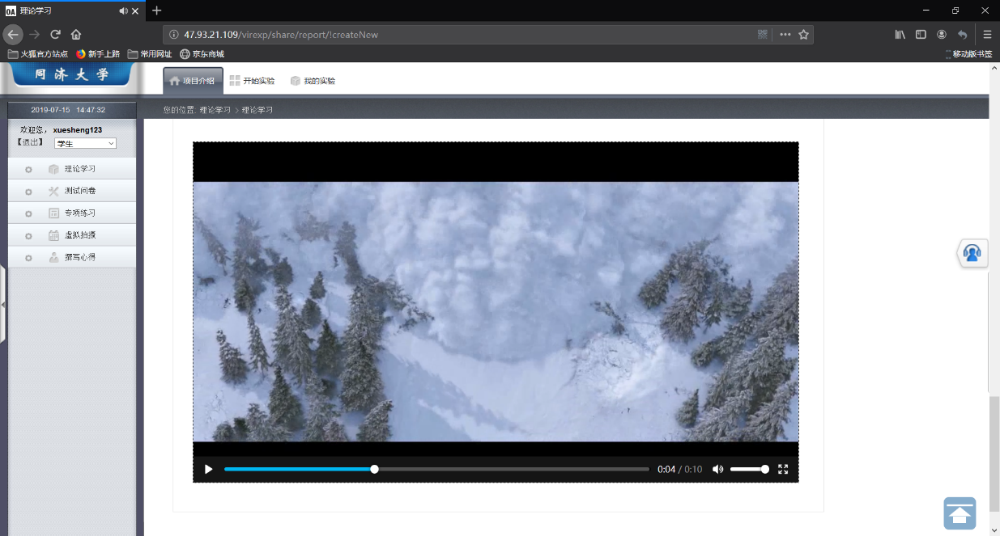 OA 理论学习
47.93.21.109/virexp/share/report/!createNew
火狐官方站点 新手上路 常用网址 京东商城 移动版书签
同济大学
项目介绍 开始实验 我的实验
2019-07-15 14:47:32
您的位置: 理论学习 > 理论学习
欢迎您，xuesheng123
【退出】 学生
理论学习
测试问卷
专项练习
虚拟拍摄
撰写心得
0:04 / 0:10